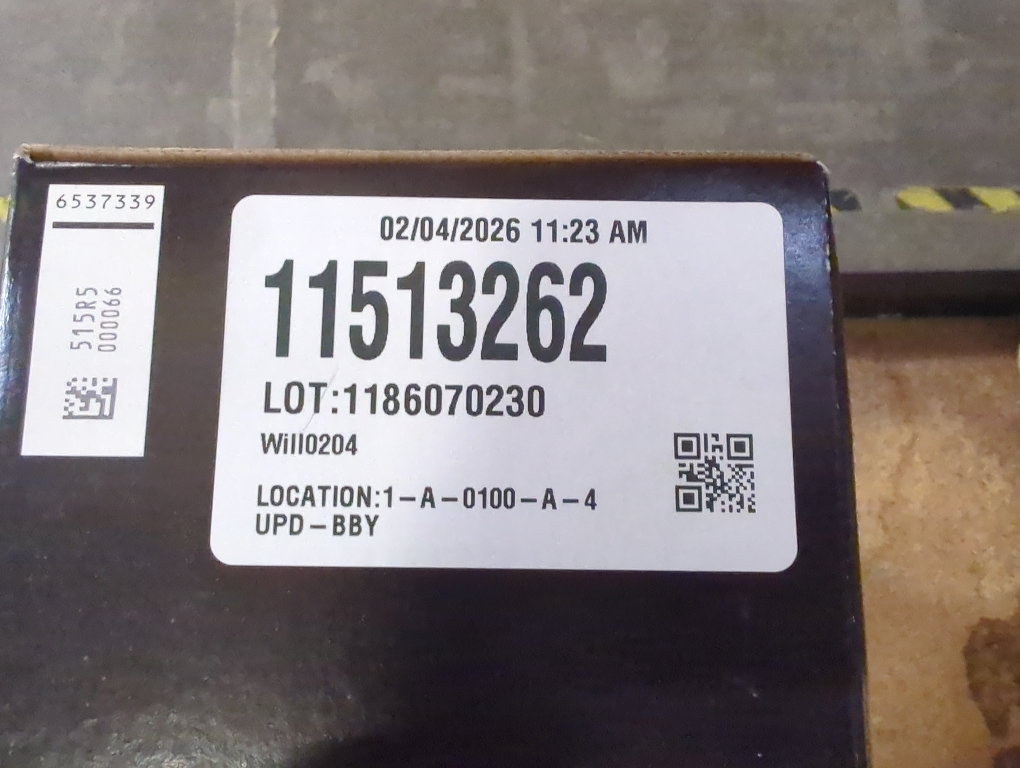 6537339
515R5
000066
02/04/2026 11:23 AM
11513262
LOT:1186070230
Will0204
LOCATION:1-A-0100-A-4
UPD-BBY